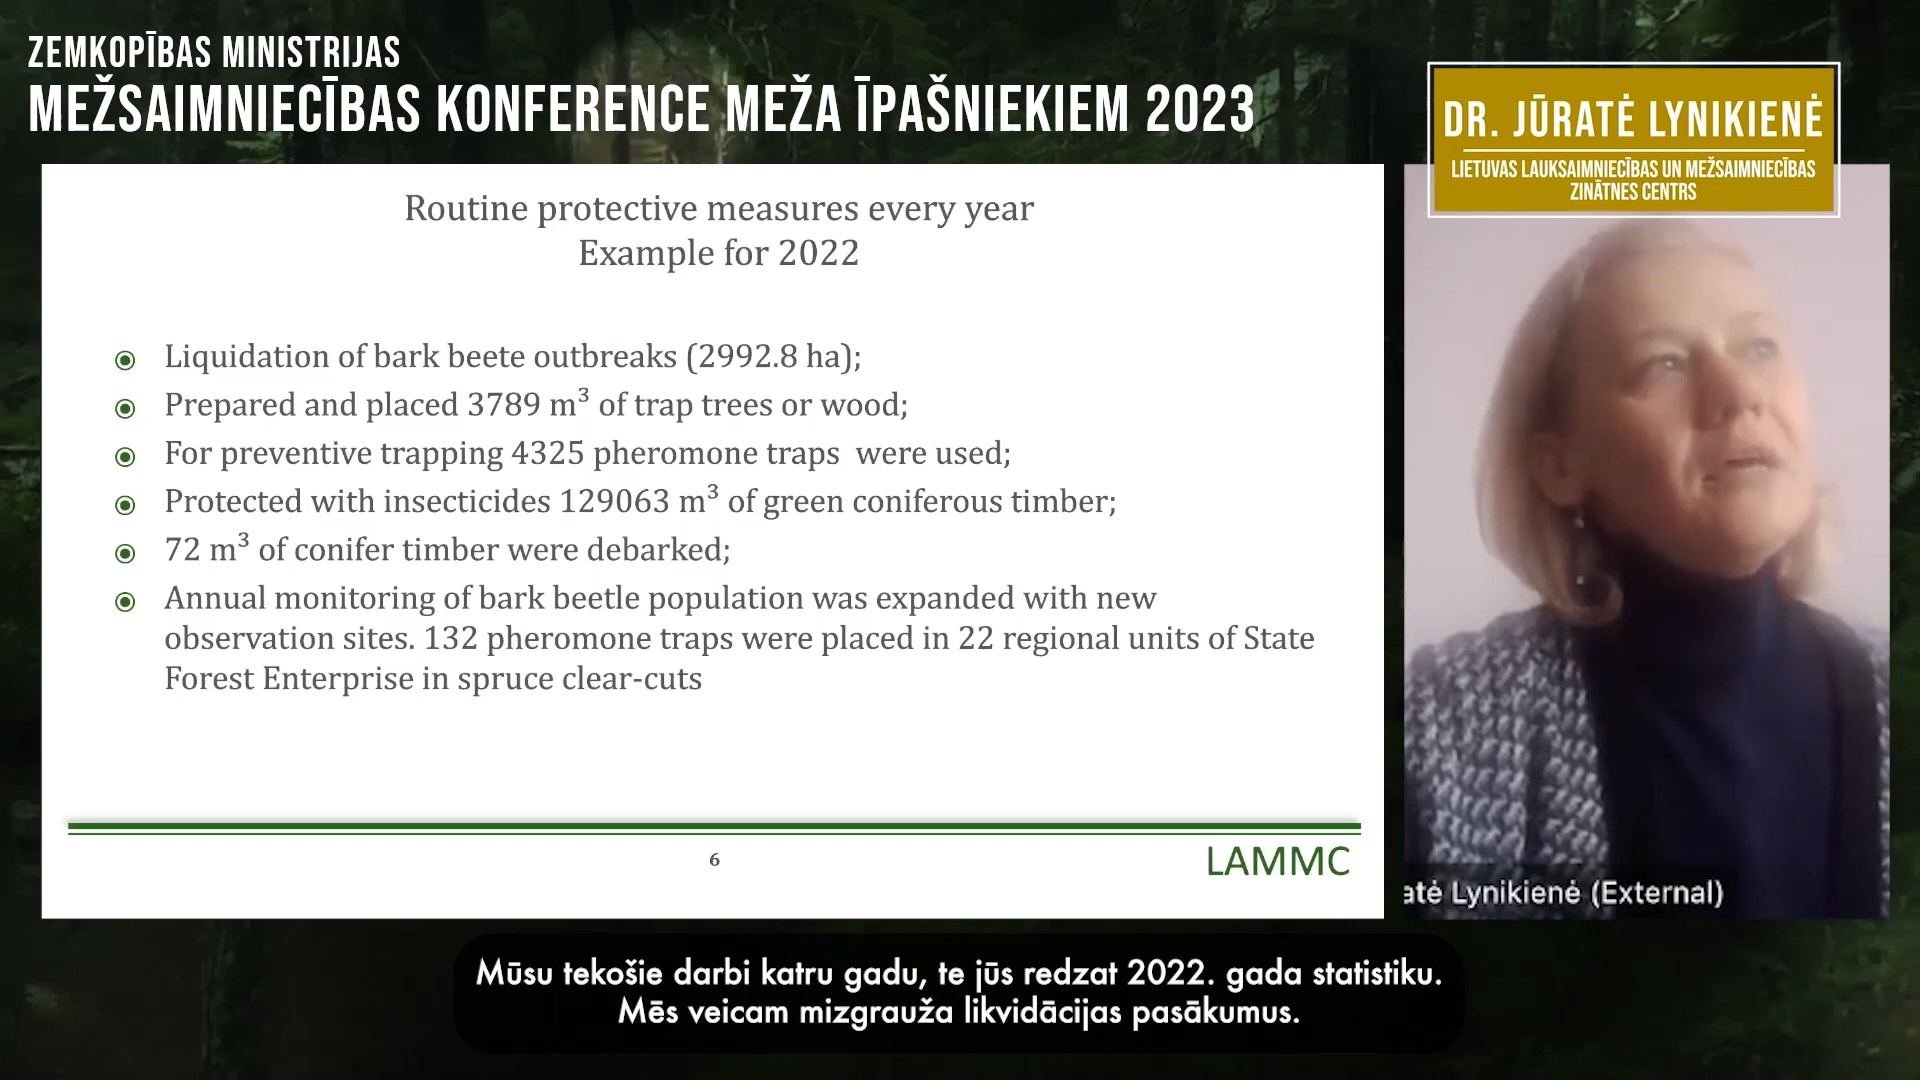 ZEMKOPĪBAS MINISTRIJAS
MEŽSAIMNIECĪBAS KONFERENCE MEŽA ĪPAŠNIEKIEM 2023
DR. JŪRATĖ LYNIKIENĖ
LIETUVAS LAUKSAIMNIECĪBAS UN MEŽSAIMNIECĪBAS
ZINĀTNES CENTRS
Routine protective measures every year
Example for 2022
Liquidation of bark beete outbreaks (2992.8 ha);
Prepared and placed 3789 m³ of trap trees or wood;
For preventive trapping 4325 pheromone traps were used;
Protected with insecticides 129063 m³ of green coniferous timber;
72 m³ of conifer timber were debarked;
Annual monitoring of bark beetle population was expanded with new
observation sites. 132 pheromone traps were placed in 22 regional units of State
Forest Enterprise in spruce clear-cuts
6
LAMMC
atė Lynikienė (External)
Mūsu tekošie darbi katru gadu, te jūs redzat 2022. gada statistiku.
Mēs veicam mizgrauža likvidācijas pasākumus.